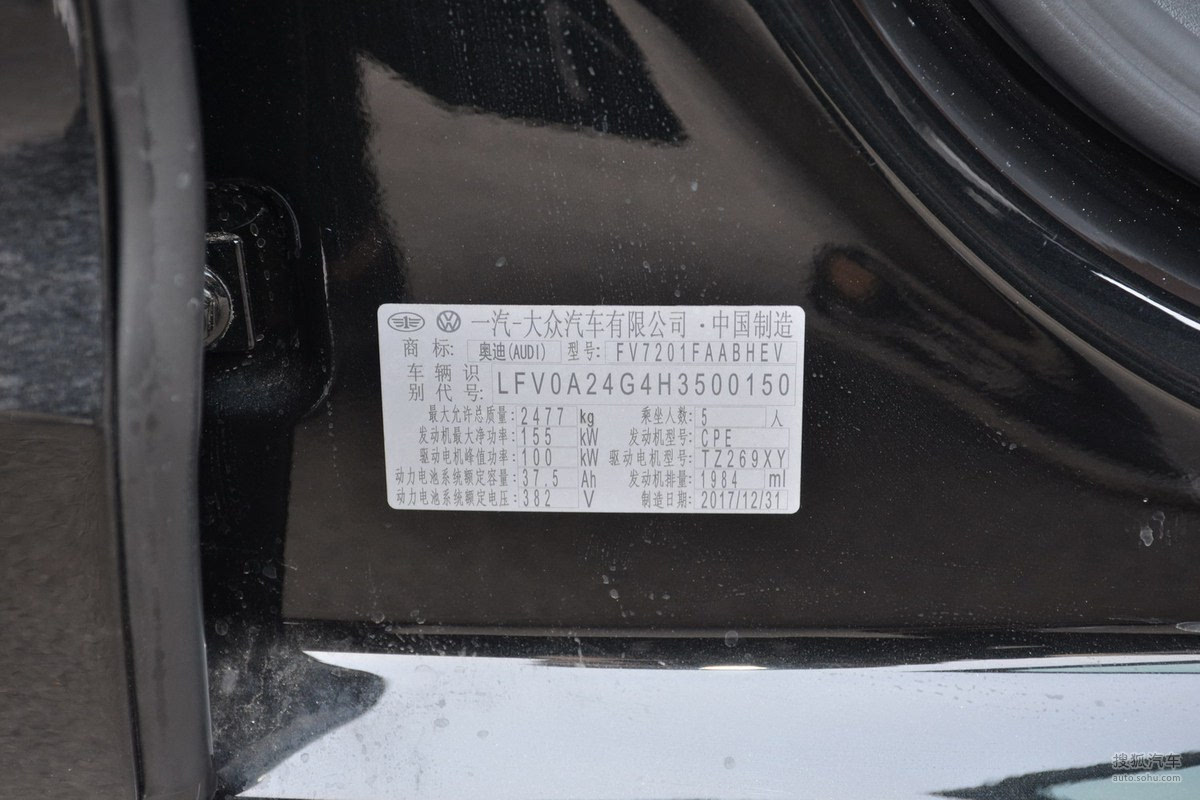 一汽-大众汽车有限公司·中国制造
商 标: 奥迪(AUDI) 型号: FV7201FAABHEV
车辆识别代号: LFV0A24G4H3500150
最大允许总质量: 2477 kg 乘坐人数: 5 人
发动机最大净功率: 155 kW 发动机型号: CPE
驱动电机峰值功率: 100 kW 驱动电机型号: TZ269XY
动力电池系统额定容量: 37.5 Ah 发动机排量: 1984 ml
动力电池系统额定电压: 382 V 制造日期: 2017/12/31
搜狐汽车
auto.sohu.com